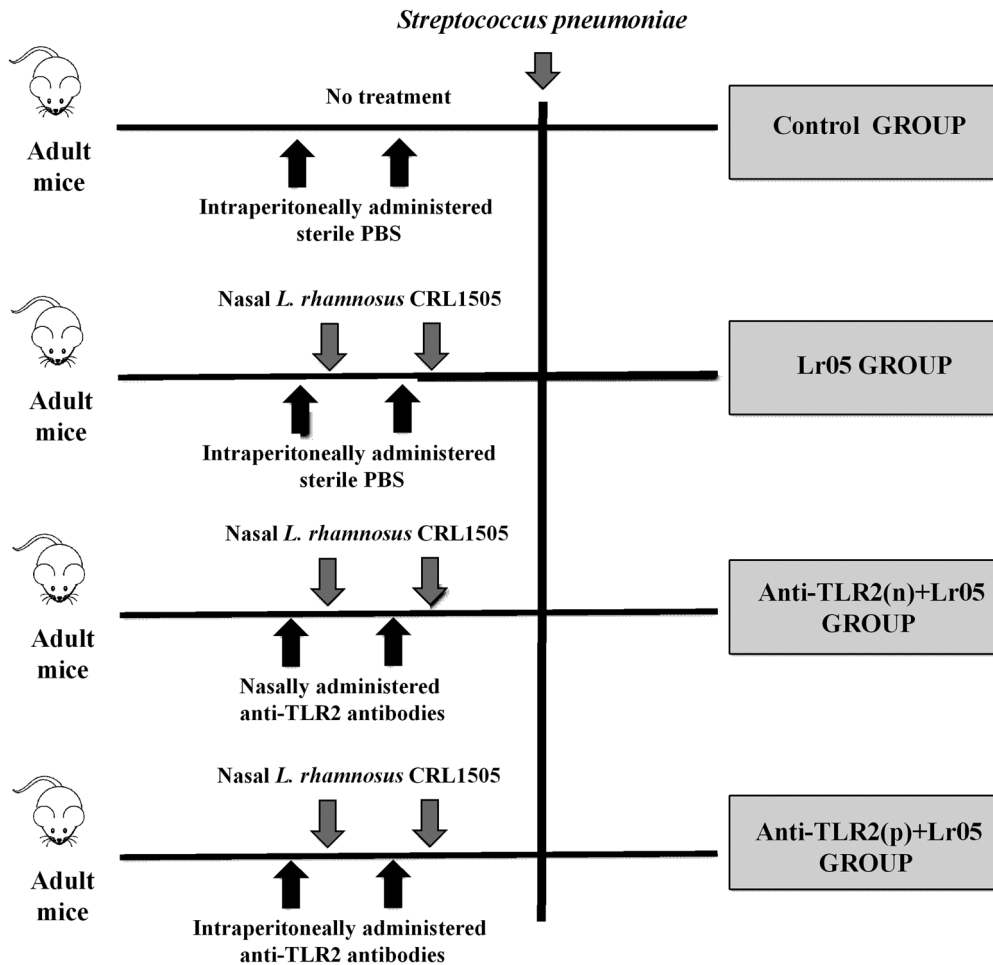 Streptococcus pneumoniae
No treatment
Adult
mice
Control GROUP
Intraperitoneally administered
sterile PBS
Nasal L. rhamnosus CRL1505
Adult
mice
Lr05 GROUP
Intraperitoneally administered
sterile PBS
Nasal L. rhamnosus CRL1505
Adult
mice
Anti-TLR2(n)+Lr05
GROUP
Nasally administered
anti-TLR2 antibodies
Nasal L. rhamnosus CRL1505
Adult
mice
Anti-TLR2(p)+Lr05
GROUP
Intraperitoneally administered
anti-TLR2 antibodies